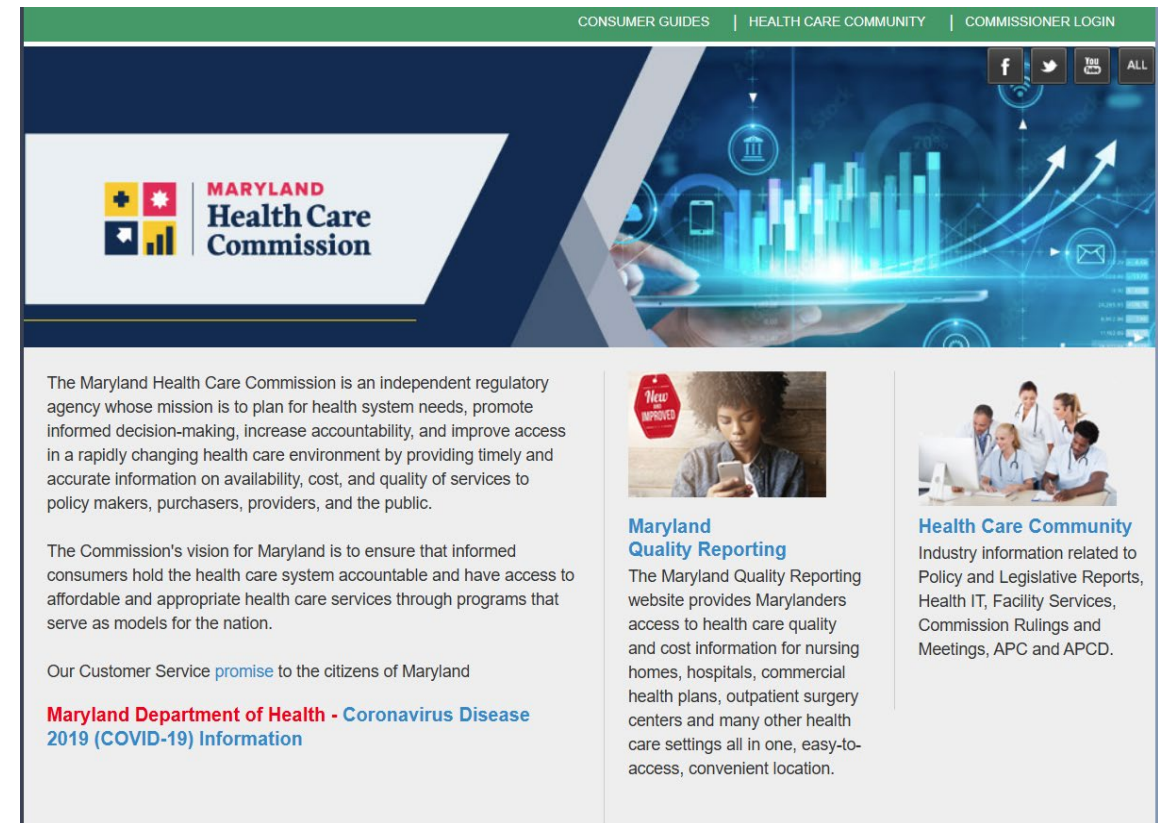 CONSUMER GUIDES | HEALTH CARE COMMUNITY | COMMISSIONER LOGIN
f You Tube ALL
MARYLAND
Health Care
Commission
The Maryland Health Care Commission is an independent regulatory
agency whose mission is to plan for health system needs, promote
informed decision-making, increase accountability, and improve access
in a rapidly changing health care environment by providing timely and
accurate information on availability, cost, and quality of services to
policy makers, purchasers, providers, and the public.
The Commission's vision for Maryland is to ensure that informed
consumers hold the health care system accountable and have access to
affordable and appropriate health care services through programs that
serve as models for the nation.
Our Customer Service promise to the citizens of Maryland
Maryland Department of Health - Coronavirus Disease
2019 (COVID-19) Information
New
AND
IMPROVED
Maryland
Quality Reporting
The Maryland Quality Reporting
website provides Marylanders
access to health care quality
and cost information for nursing
homes, hospitals, commercial
health plans, outpatient surgery
centers and many other health
care settings all in one, easy-to-
access, convenient location.
Health Care Community
Industry information related to
Policy and Legislative Reports,
Health IT, Facility Services,
Commission Rulings and
Meetings, APC and APCD.